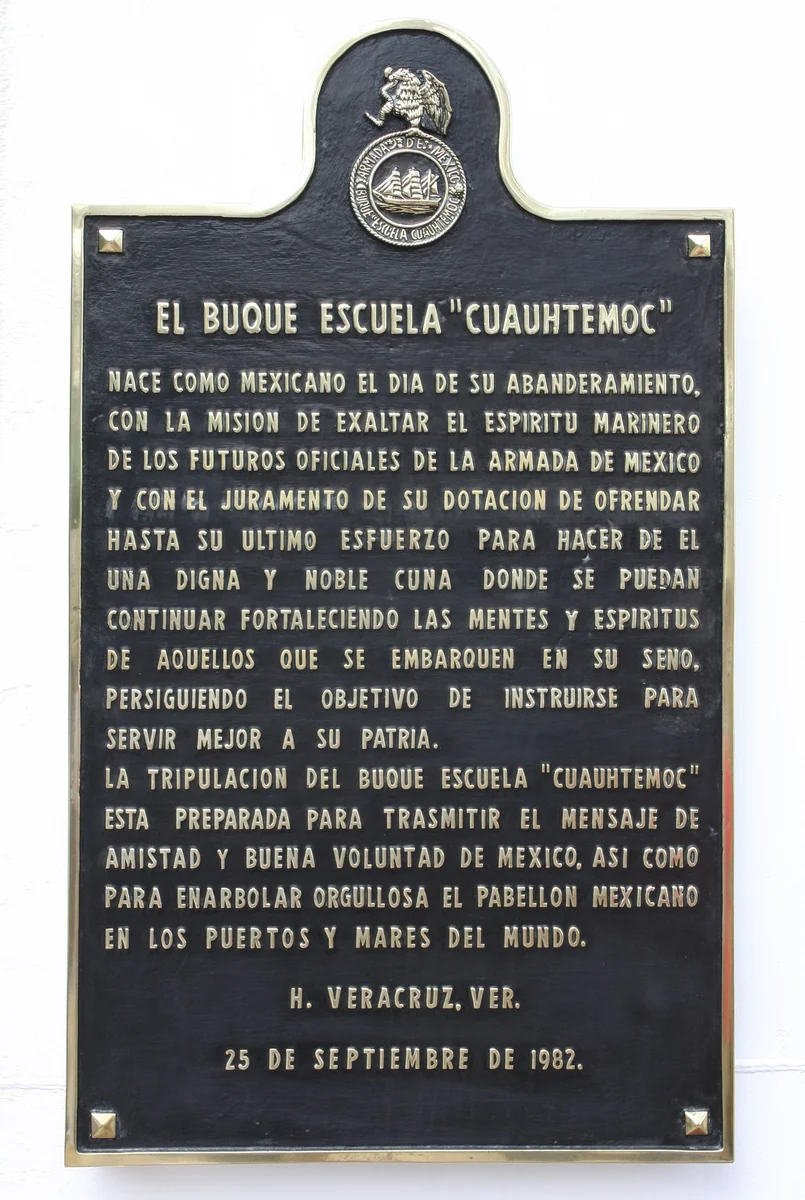 ARMADA DE MEXICO
BUQUE ESCUELA CUAUHTEMOC
EL BUQUE ESCUELA "CUAUHTEMOC"
NACE COMO MEXICANO EL DIA DE SU ABANDERAMIENTO,
CON LA MISION DE EXALTAR EL ESPIRITU MARINERO
DE LOS FUTUROS OFICIALES DE LA ARMADA DE MEXICO
Y CON EL JURAMENTO DE SU DOTACION DE OFRENDAR
HASTA SU ULTIMO ESFUERZO PARA HACER DE EL
UNA DIGNA Y NOBLE CUNA DONDE SE PUEDAN
CONTINUAR FORTALECIENDO LAS MENTES Y ESPIRITUS
DE AQUELLOS QUE SE EMBARQUEN EN SU SENO,
PERSIGUIENDO EL OBJETIVO DE INSTRUIRSE PARA
SERVIR MEJOR A SU PATRIA.
LA TRIPULACION DEL BUQUE ESCUELA "CUAUHTEMOC"
ESTA PREPARADA PARA TRASMITIR EL MENSAJE DE
AMISTAD Y BUENA VOLUNTAD DE MEXICO, ASI COMO
PARA ENARBOLAR ORGULLOSA EL PABELLON MEXICANO
EN LOS PUERTOS Y MARES DEL MUNDO.
H. VERACRUZ, VER.
25 DE SEPTIEMBRE DE 1982.